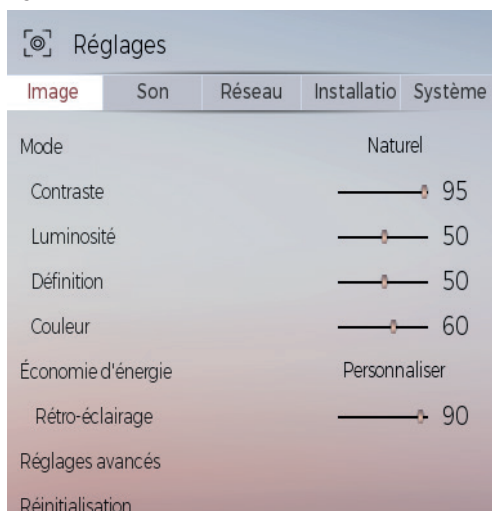 Réglages
Image Son Réseau Installatio Système
Mode Naturel
Contraste 95
Luminosité 50
Définition 50
Couleur 60
Économie d'énergie Personnaliser
Rétro-éclairage 90
Réglages avancés
Réinitialisation